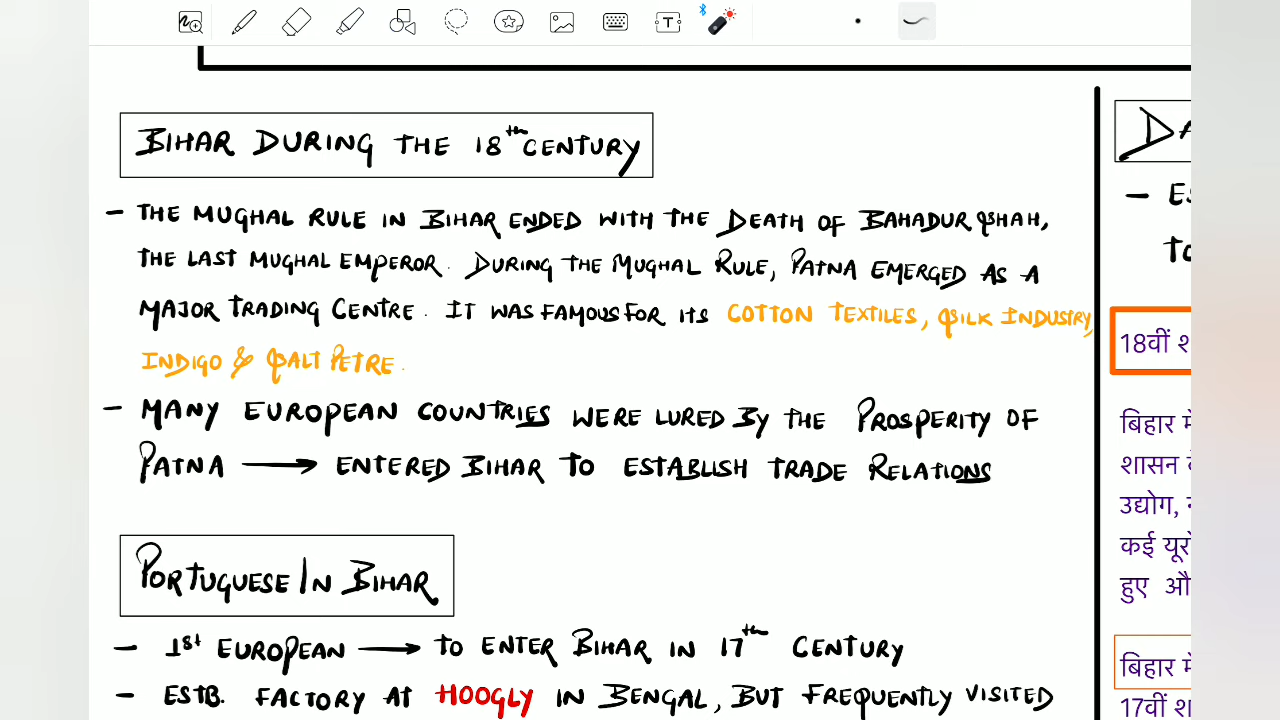 BIHAR DURING THE 18th CENTURY
- THE MUGHAL RULE IN BIHAR ENDED WITH THE DEATH OF BAHADUR SHAH,
THE LAST MUGHAL EMPEROR. DURING THE MUGHAL RULE, PATNA EMERGED AS A
MAJOR TRADING CENTRE. IT WAS FAMOUS FOR ITS COTTON TEXTILES, SILK INDUSTRY,
INDIGO & SALT PETRE.
- MANY EUROPEAN COUNTRIES WERE LURED BY THE PROSPERITY OF
PATNA → ENTERED BIHAR TO ESTABLISH TRADE RELATIONS
PORTUGUESE IN BIHAR
- 1st EUROPEAN → TO ENTER BIHAR IN 17th CENTURY
- ESTB. FACTORY AT HOOGLY IN BENGAL, BUT FREQUENTLY VISITED
- ES
TO
18वीं श
बिहार में
शासन
उद्योग,
कई यूरो
हुए औ
बिहार में
17वीं श